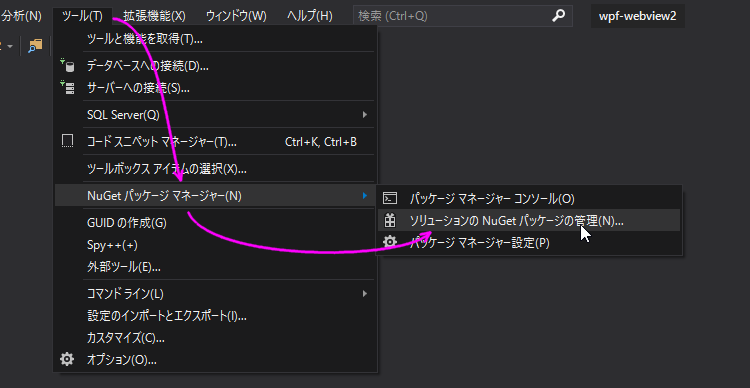 分析(N) ツール(T) 拡張機能(X) ウィンドウ(W) ヘルプ(H) 検索 (Ctrl+Q) wpf-webview2
ツールと機能を取得(T)...
データベースへの接続(D)...
サーバーへの接続(S)...
SQL Server(Q)
コード スニペット マネージャー(T)... Ctrl+K, Ctrl+B
ツールボックス アイテムの選択(X)...
NuGet パッケージ マネージャー(N)
パッケージ マネージャー コンソール(O)
ソリューションの NuGet パッケージの管理(N)...
パッケージ マネージャー設定(P)
GUID の作成(G)
Spy++(+)
外部ツール(E)...
コマンド ライン(L)
設定のインポートとエクスポート(I)...
カスタマイズ(C)...
オプション(O)...